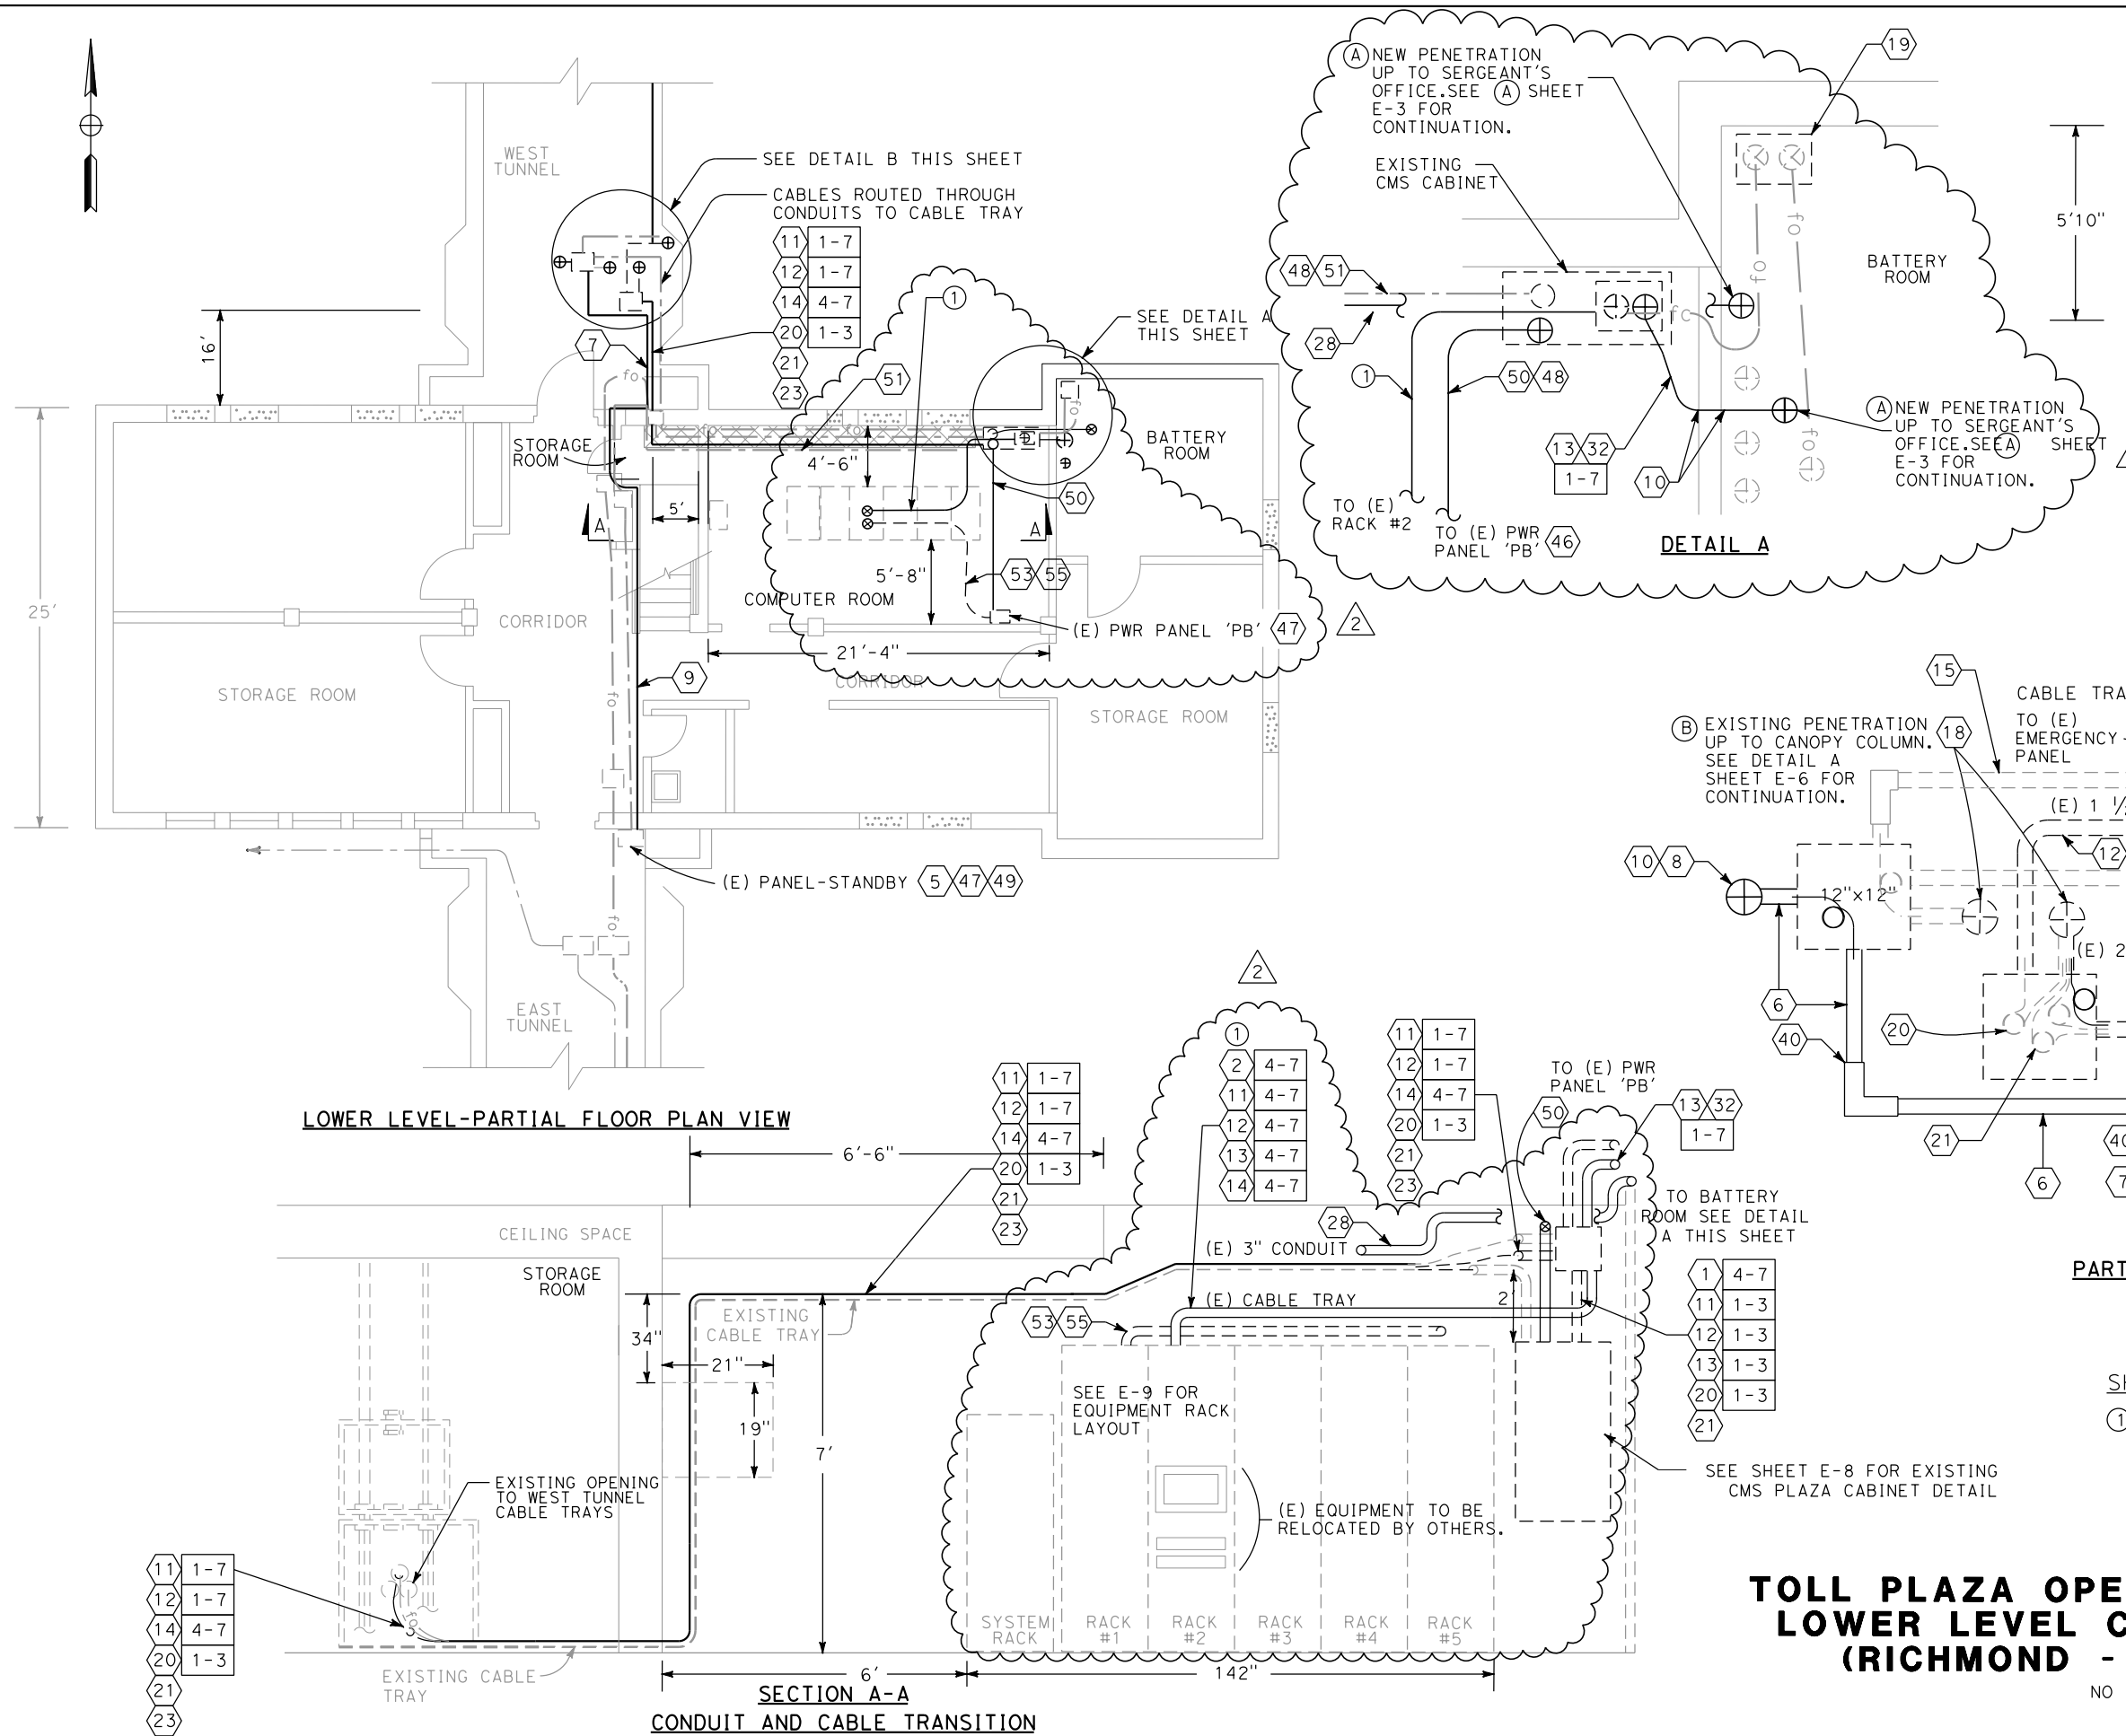 WEST
TUNNEL
SEE DETAIL B THIS SHEET
CABLES ROUTED THROUGH
CONDUITS TO CABLE TRAY
11 1-7
12 1-7
14 4-7
20 1-3
21
23
7
1
51
SEE DETAIL A
THIS SHEET
16'
fo
fo
fo
fo
STORAGE
ROOM
4'-6"
BATTERY
ROOM
50
5'
A
A
5'-8"
53 55
COMPUTER ROOM
25'
CORRIDOR
(E) PWR PANEL 'PB' 47
2
21'-4"
9
CORRIDOR
STORAGE ROOM
fo
STORAGE ROOM
(E) PANEL-STANDBY 5 47 49
fo
EAST
TUNNEL
LOWER LEVEL-PARTIAL FLOOR PLAN VIEW
A NEW PENETRATION
UP TO SERGEANT'S
OFFICE.SEE A SHEET
E-3 FOR
CONTINUATION.
19
EXISTING
CMS CABINET
5'10"
fo
fo
BATTERY
ROOM
48 51
28
fo
1
50 48
13 32
1-7
10
fo
A NEW PENETRATION
UP TO SERGEANT'S
OFFICE.SEE A SHEET
E-3 FOR
CONTINUATION.
TO (E)
RACK #2
TO (E) PWR
PANEL 'PB' 46
DETAIL A
15
CABLE TRA
TO (E)
EMERGENCY-
PANEL
B EXISTING PENETRATION
UP TO CANOPY COLUMN.
SEE DETAIL A
SHEET E-6 FOR
CONTINUATION.
18
(E) 1 1/
12
10 8
12"x12"
(E) 2
6
20
40
21
6
40
7
PART
SH
1
2
11 1-7
12 1-7
14 4-7
20 1-3
21
23
1
2 4-7
11 4-7
12 4-7
13 4-7
14 4-7
11 1-7
12 1-7
14 4-7
20 1-3
21
23
TO (E) PWR
PANEL 'PB'
50
13 32
1-7
6'-6"
CEILING SPACE
STORAGE
ROOM
28
(E) 3" CONDUIT
TO BATTERY
ROOM SEE DETAIL
A THIS SHEET
(E) CABLE TRAY
2'
EXISTING
CABLE TRAY
53 55
34"
21"
19"
7'
1 4-7
11 1-3
12 1-3
13 1-3
20 1-3
21
SEE E-9 FOR
EQUIPMENT RACK
LAYOUT
EXISTING OPENING
TO WEST TUNNEL
CABLE TRAYS
(E) EQUIPMENT TO BE
RELOCATED BY OTHERS.
SEE SHEET E-8 FOR EXISTING
CMS PLAZA CABINET DETAIL
11 1-7
12 1-7
14 4-7
20 1-3
21
23
fo
SYSTEM
RACK
RACK
#1
RACK
#2
RACK
#3
RACK
#4
RACK
#5
EXISTING CABLE
TRAY
6'
142"
SECTION A-A
CONDUIT AND CABLE TRANSITION
TOLL PLAZA OPE
LOWER LEVEL C
(RICHMOND -
NO